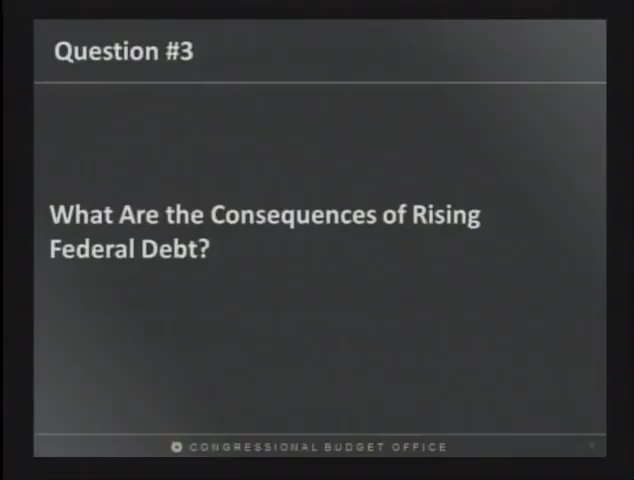 Question #3
What Are the Consequences of Rising
Federal Debt?
CONGRESSIONAL BUDGET OFFICE